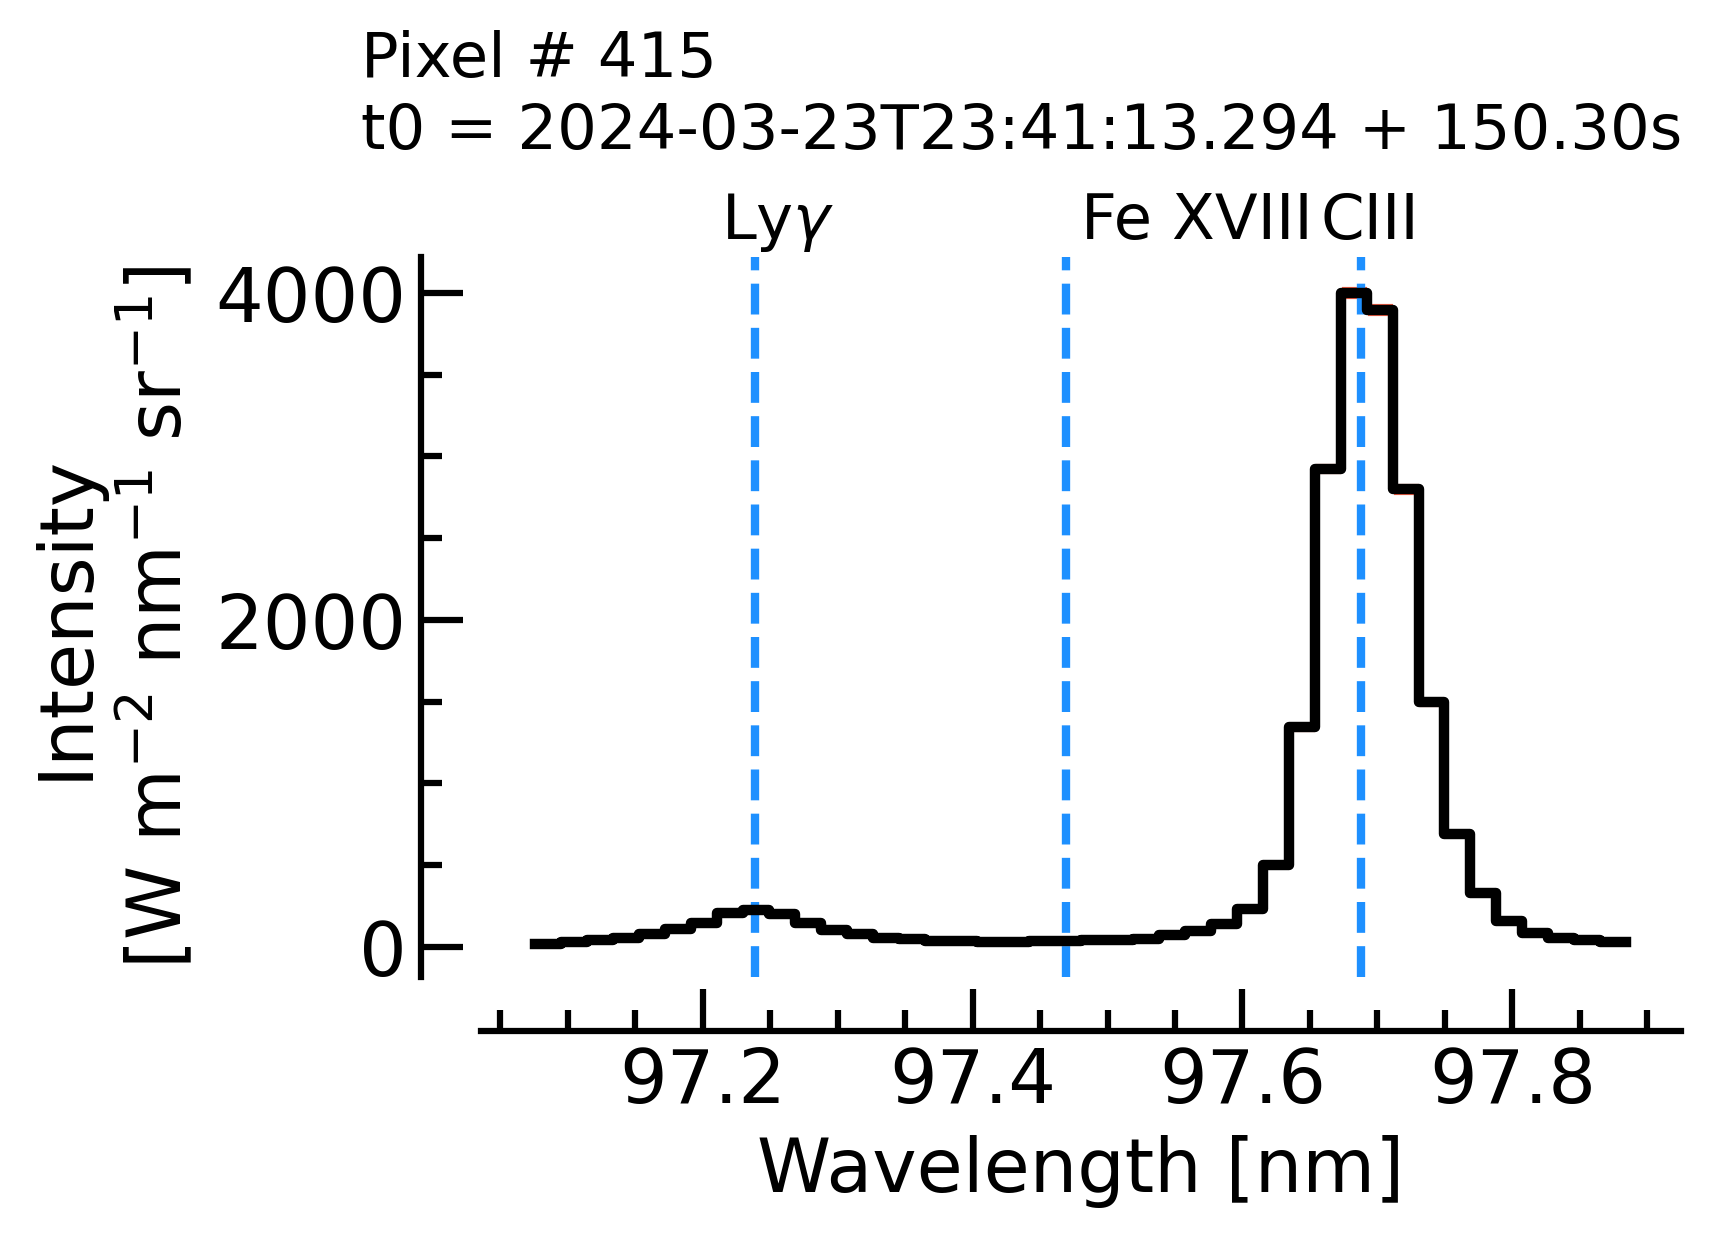 Pixel # 415
t0 = 2024-03-23T23:41:13.294 + 150.30s
Lyγ Fe XVIII CIII
Intensity
[W m⁻² nm⁻¹ sr⁻¹]
4000
2000
0
97.2 97.4 97.6 97.8
Wavelength [nm]